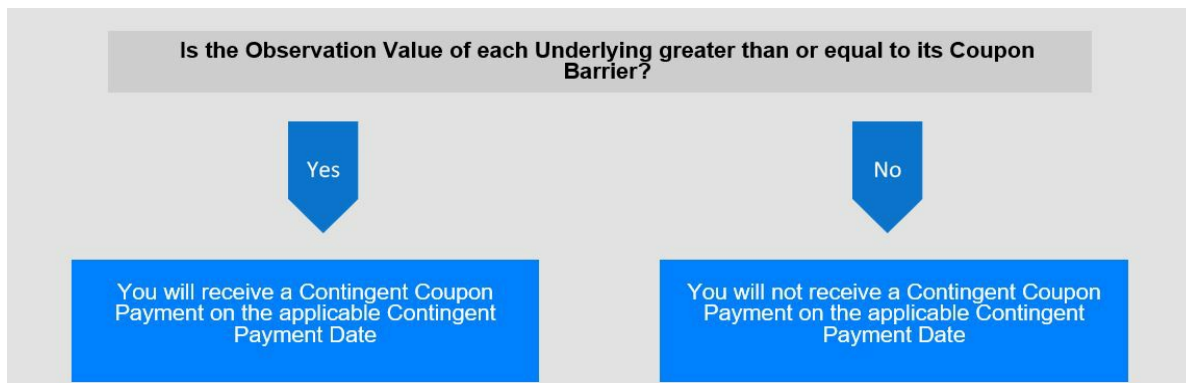 Is the Observation Value of each Underlying greater than or equal to its Coupon
Barrier?
Yes
No
You will receive a Contingent Coupon
Payment on the applicable Contingent
Payment Date
You will not receive a Contingent Coupon
Payment on the applicable Contingent
Payment Date